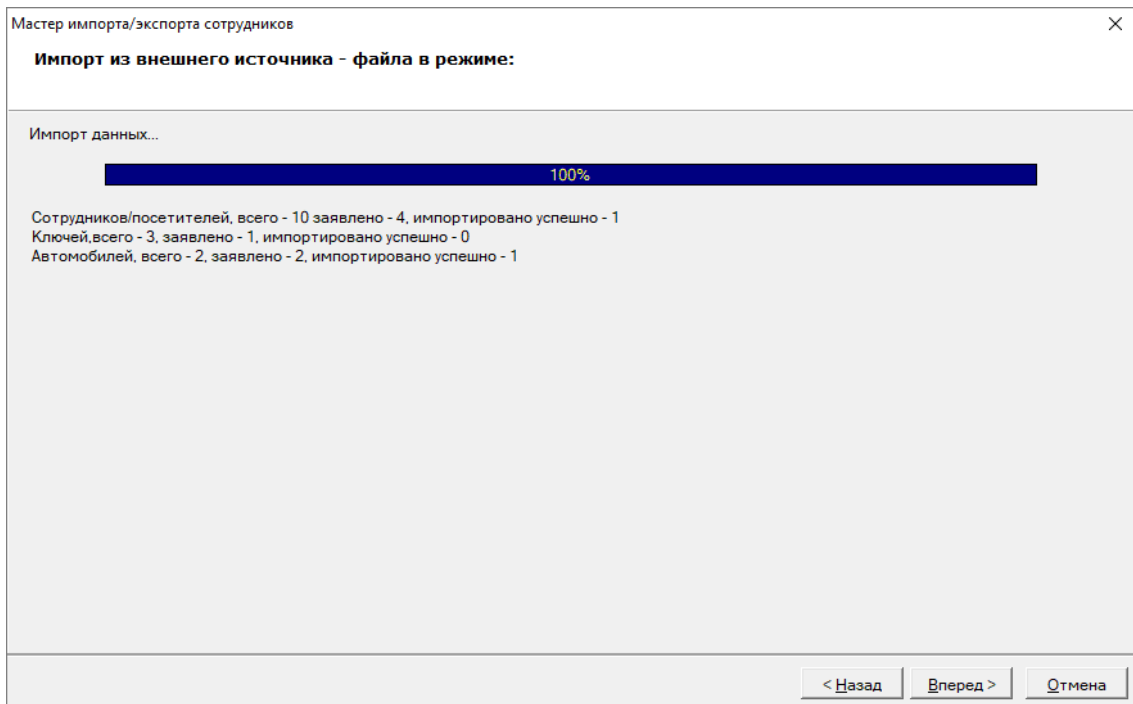 Мастер импорта/экспорта сотрудников
Импорт из внешнего источника - файла в режиме:
Импорт данных...
100%
Сотрудников/посетителей, всего - 10 заявлено - 4, импортировано успешно - 1
Ключей,всего - 3, заявлено - 1, импортировано успешно - 0
Автомобилей, всего - 2, заявлено - 2, импортировано успешно - 1
< Назад Вперед > Отмена